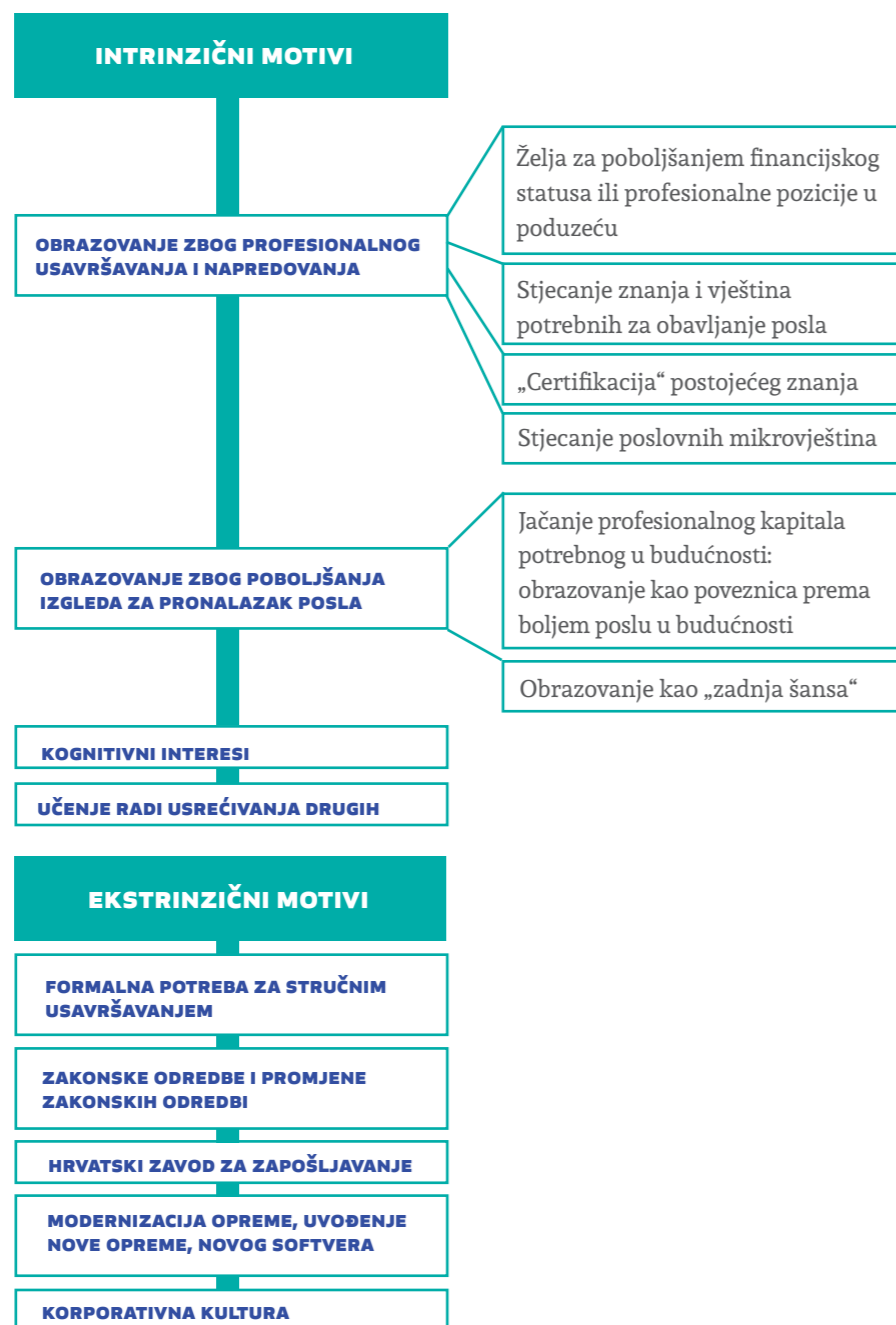 INTRINZIČNI MOTIVI
OBRAZOVANJE ZBOG PROFESIONALNOG
USAVRŠAVANJA I NAPREDOVANJA
Želja za poboljšanjem financijskog
statusa ili profesionalne pozicije u
poduzeću
Stjecanje znanja i vještina
potrebnih za obavljanje posla
„Certifikacija“ postojećeg znanja
Stjecanje poslovnih mikrovještina
OBRAZOVANJE ZBOG POBOLJŠANJA
IZGLEDA ZA PRONALAZAK POSLA
Jačanje profesionalnog kapitala
potrebnog u budućnosti:
obrazovanje kao poveznica prema
boljem poslu u budućnosti
Obrazovanje kao „zadnja šansa“
KOGNITIVNI INTERESI
UČENJE RADI USREĆIVANJA DRUGIH
EKSTRINZIČNI MOTIVI
FORMALNA POTREBA ZA STRUČNIM
USAVRŠAVANJEM
ZAKONSKE ODREDBE I PROMJENE
ZAKONSKIH ODREDBI
HRVATSKI ZAVOD ZA ZAPOŠLJAVANJE
MODERNIZACIJA OPREME, UVOĐENJE
NOVE OPREME, NOVOG SOFTVERA
KORPORATIVNA KULTURA